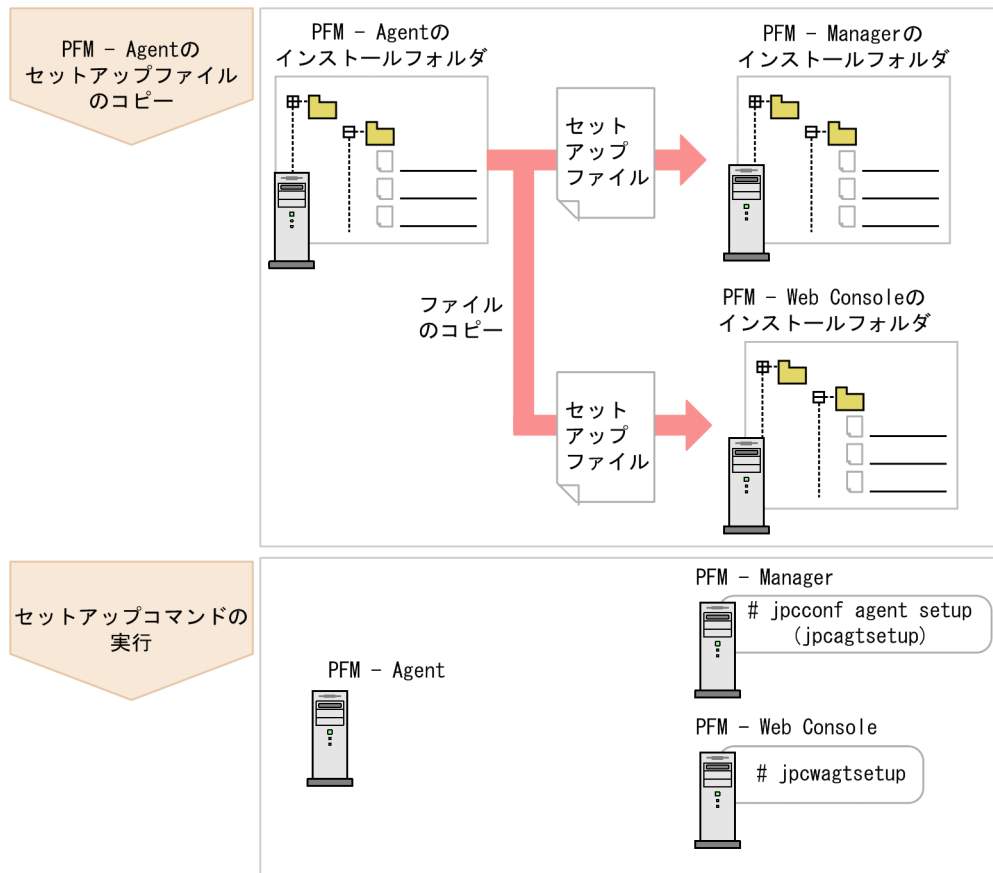 PFM － Agentの
セットアップファイル
のコピー
PFM － Agentの
インストールフォルダ
PFM － Managerの
インストールフォルダ
セット
アップ
ファイル
ファイル
のコピー
PFM － Web Consoleの
インストールフォルダ
セット
アップ
ファイル
セットアップコマンドの
実行
PFM － Agent
PFM － Manager
# jpcconf agent setup
(jpcagtsetup)
PFM － Web Console
# jpcwagtsetup